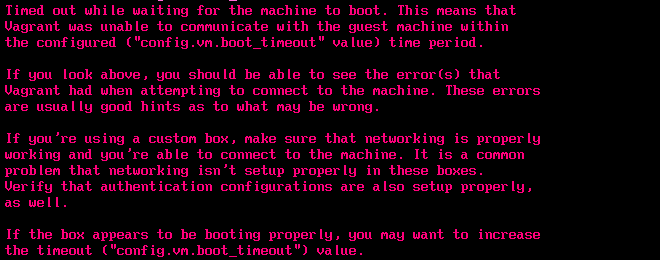 Timed out while waiting for the machine to boot. This means that
Vagrant was unable to communicate with the guest machine within
the configured ("config.vm.boot_timeout" value) time period.
If you look above, you should be able to see the error(s) that
Vagrant had when attempting to connect to the machine. These errors
are usually good hints as to what may be wrong.
If you're using a custom box, make sure that networking is properly
working and you're able to connect to the machine. It is a common
problem that networking isn't setup properly in these boxes.
Verify that authentication configurations are also setup properly,
as well.
If the box appears to be booting properly, you may want to increase
the timeout ("config.vm.boot_timeout") value.